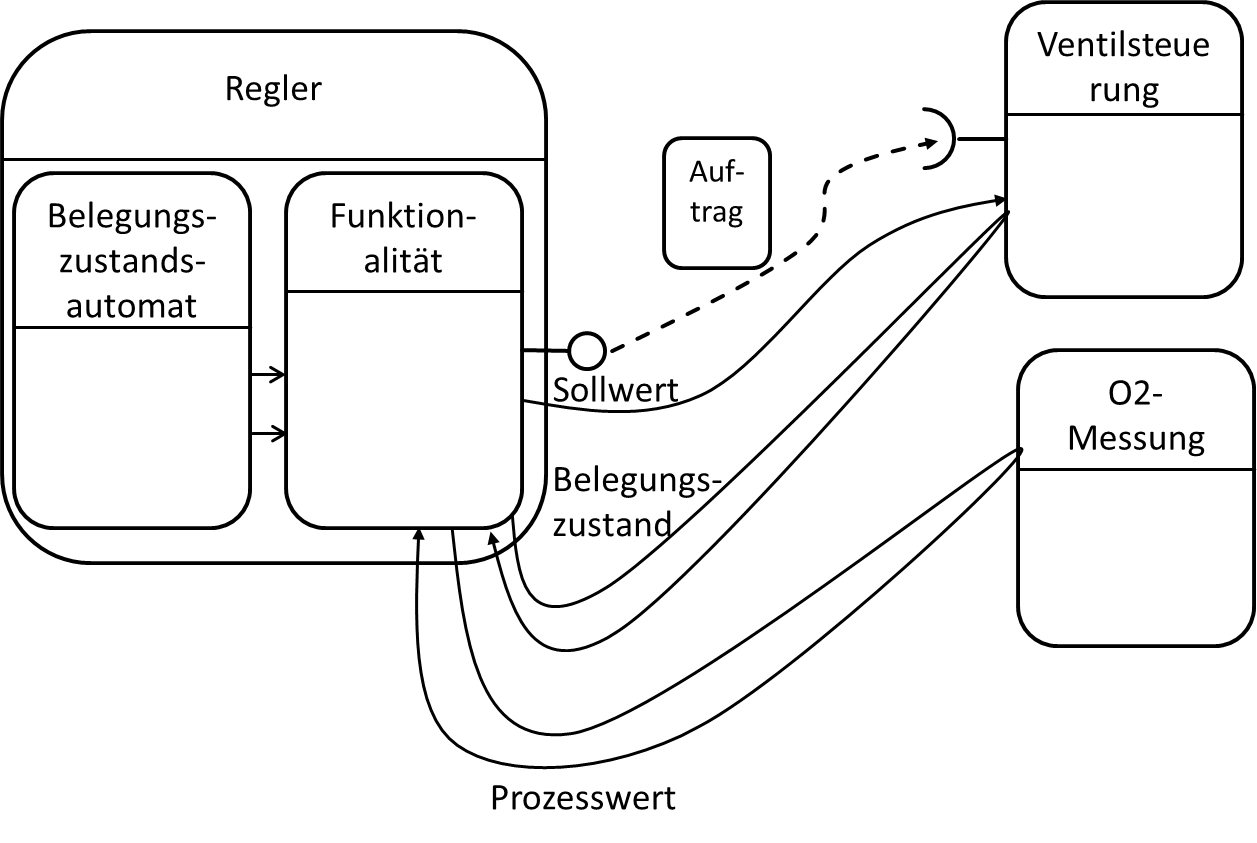 Regler
Belegungs-
zustands-
automat
Funktion-
alität
Auf-
trag
Ventilsteue
rung
Sollwert
O2-
Messung
Belegungs-
zustand
Prozesswert